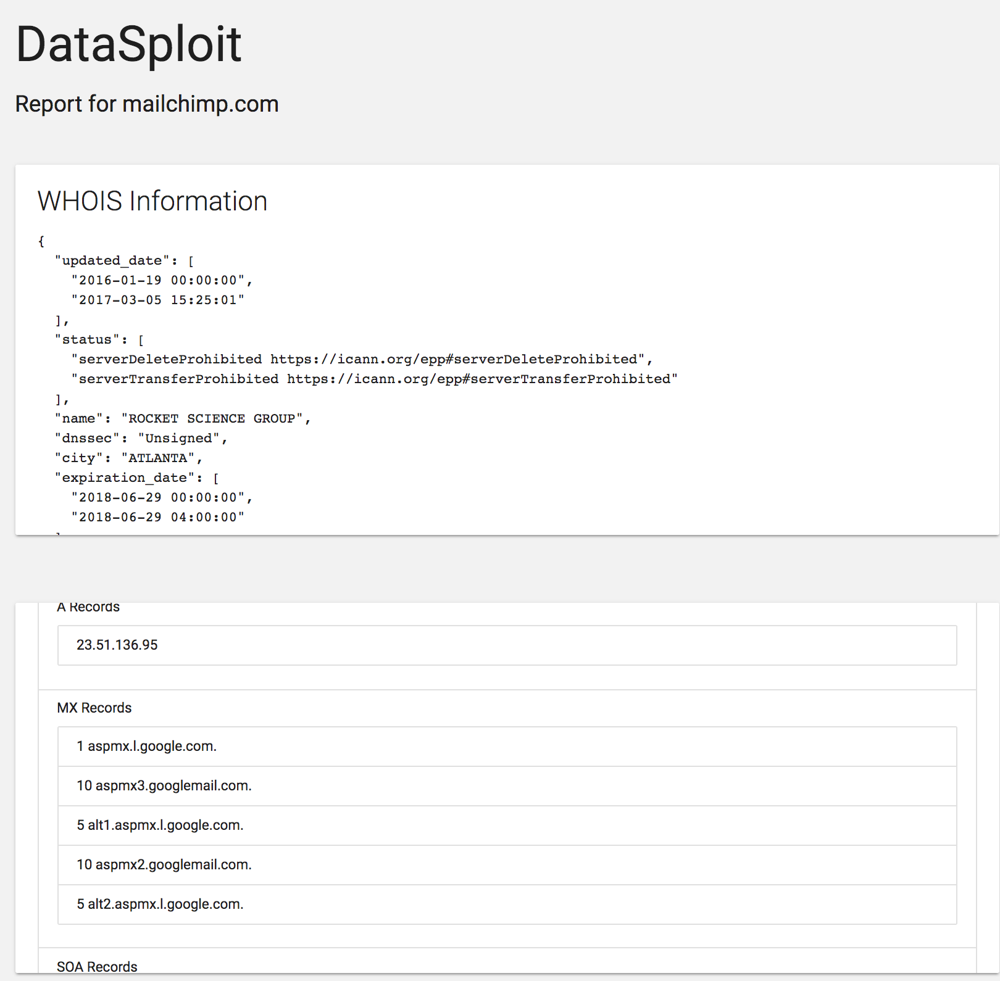 DataSploit
Report for mailchimp.com
WHOIS Information
{
"updated_date": [
"2016-01-19 00:00:00",
"2017-03-05 15:25:01"
],
"status": [
"serverDeleteProhibited https://icann.org/epp#serverDeleteProhibited",
"serverTransferProhibited https://icann.org/epp#serverTransferProhibited"
],
"name": "ROCKET SCIENCE GROUP",
"dnssec": "Unsigned",
"city": "ATLANTA",
"expiration_date": [
"2018-06-29 00:00:00",
"2018-06-29 04:00:00"
A Records
23.51.136.95
MX Records
1 aspmx.l.google.com.
10 aspmx3.googlemail.com.
5 alt1.aspmx.l.google.com.
10 aspmx2.googlemail.com.
5 alt2.aspmx.l.google.com.
SOA Records